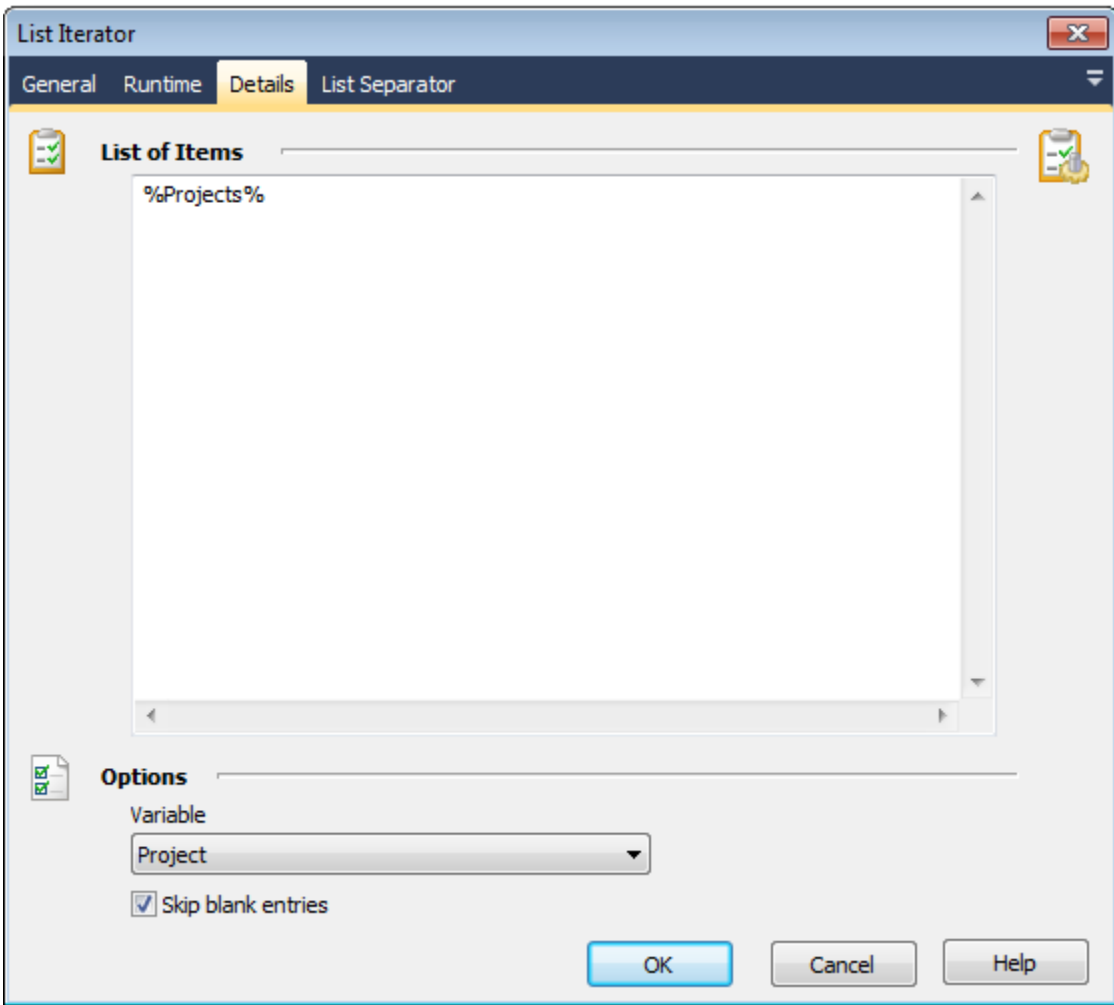 List Iterator
General Runtime Details List Separator
List of Items
%Projects%
Options
Variable
Project
Skip blank entries
OK Cancel Help